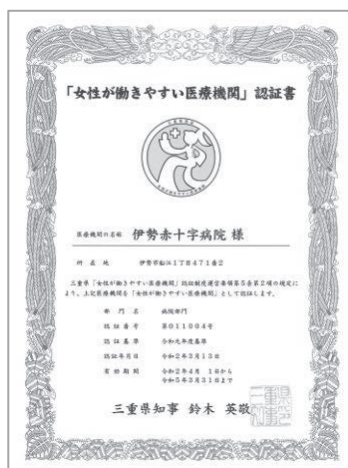 「女性が働きやすい医療機関」認証書
医療機関の名称 伊勢赤十字病院 様
所在地 伊勢市船江1丁目471番2
三重県「女性が働きやすい医療機関」認証制度運営要領第5条第2項の規定に
より、上記医療機関を「女性が働きやすい医療機関」として認証します。
部門名 病院部門
認証番号 第011004号
認証基準 令和元年度基準
認証年月日 令和2年3月13日
有効期間 令和2年4月 1日から
令和5年3月31日まで
三重県知事 鈴木 英敬